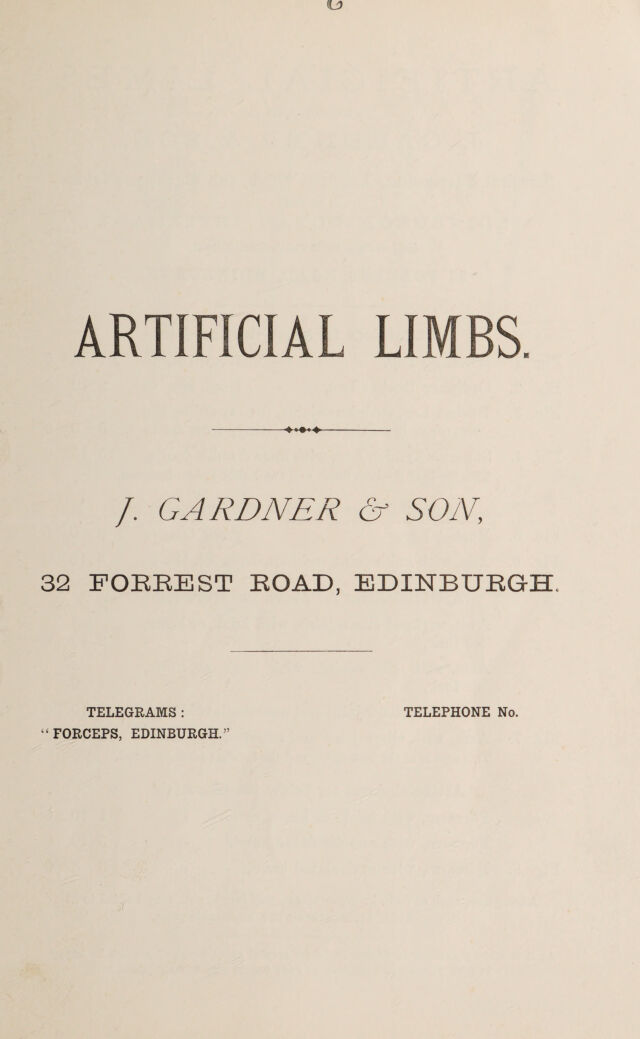 ARTIFICIAL LIMBS.
J. GARDNER & SON,
32 FORREST ROAD, EDINBURGH.
TELEGRAMS: TELEPHONE No.
"FORCEPS, EDINBURGH."